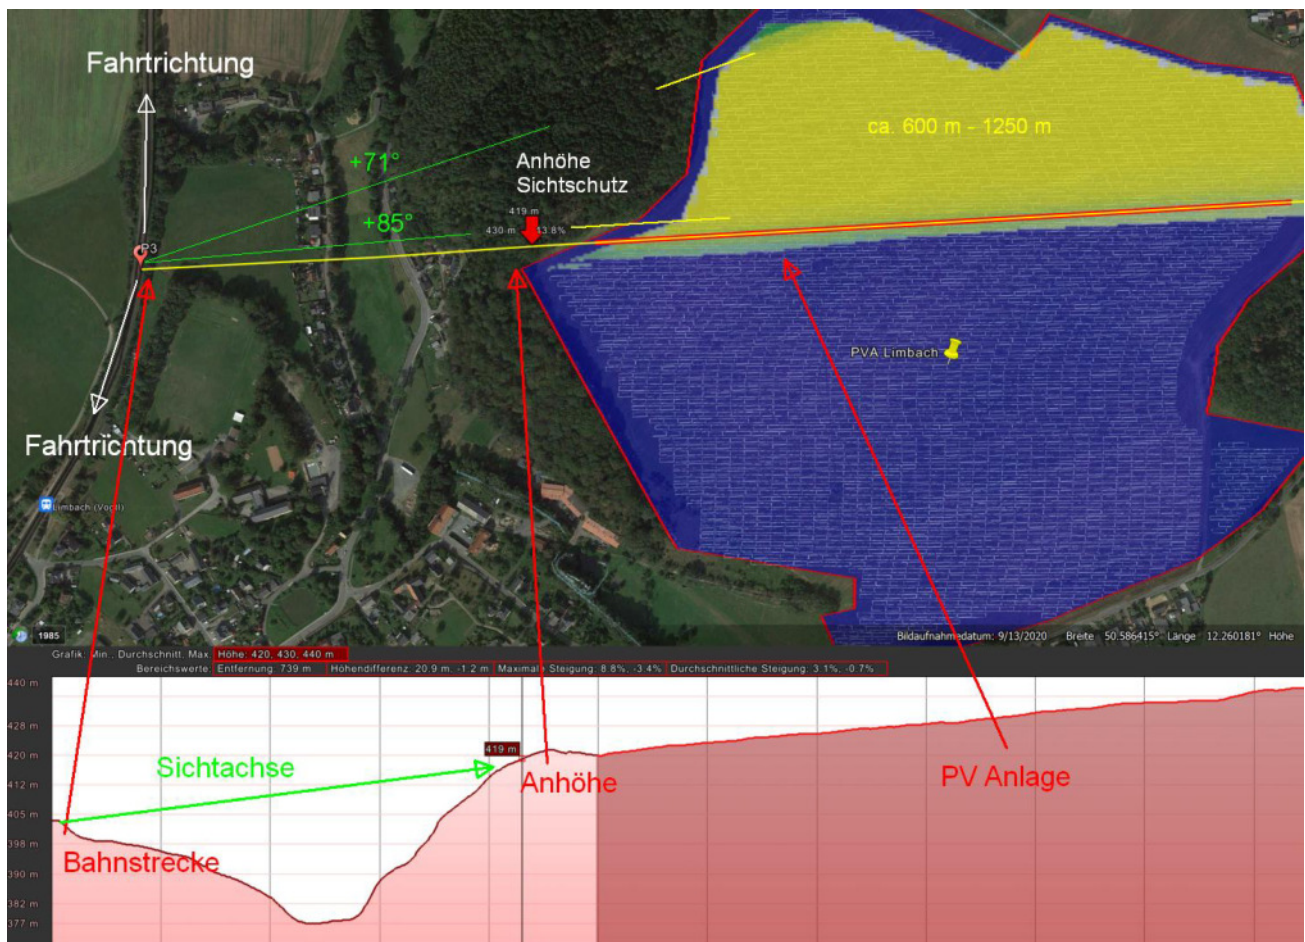 Fahrtrichtung
ca. 600 m - 1250 m
+71°
Anhöhe
Sichtschutz
419 m
+85°
430 m
13.8%
P3
PVA Limbach
Fahrtrichtung
Limbach (Vogtl)
1985
Bildaufnahmedatum: 9/13/2020 Breite 50.586415° Länge 12.260181° Höhe
Grafik: Min., Durchschnitt, Max. Höhe: 420, 430, 440 m
Bereichswerte: Entfernung: 739 m Höhendifferenz: 20.9 m, -1.2 m Maximale Steigung: 8.8%, -3.4% Durchschnittliche Steigung: 3.1%, -0.7%
440 m
428 m
420 m
412 m
405 m
398 m
390 m
382 m
377 m
419 m
Sichtachse
Anhöhe
PV Anlage
Bahnstrecke